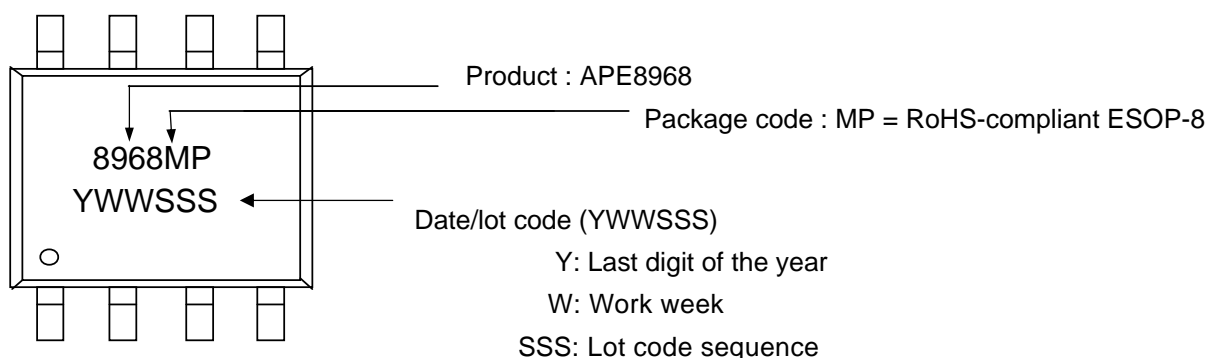 Product : APE8968
Package code : MP = RoHS-compliant ESOP-8
8968MP
YWWSSS
Date/lot code (YWWSSS)
Y: Last digit of the year
W: Work week
SSS: Lot code sequence